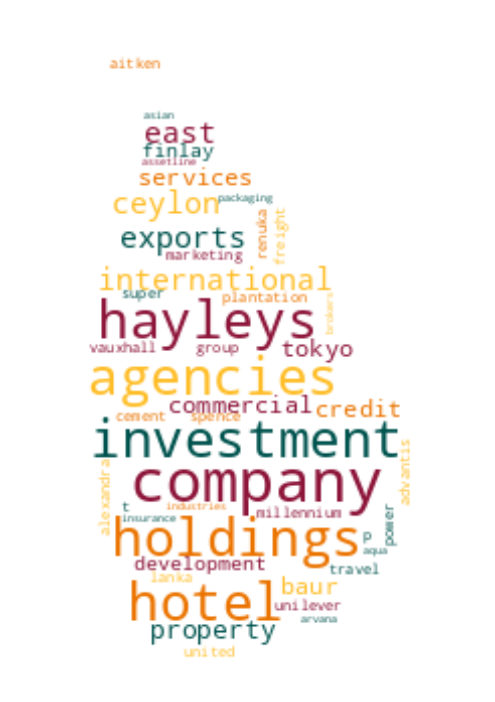 aitken
asian
east
finlay
assetline
services
packaging
ceylon
renuka
freight
exports
marketing
international
super
plantation
brokers
hayleys
vauxhall
group
tokyo
agencies
commercial
credit
cement
spence
investment
company
alexandra
advantis
t
industries
insurance
millennium
power
holdings
p
aqua
development
travel
lanka
baur
hotel
unilever
arvana
property
united